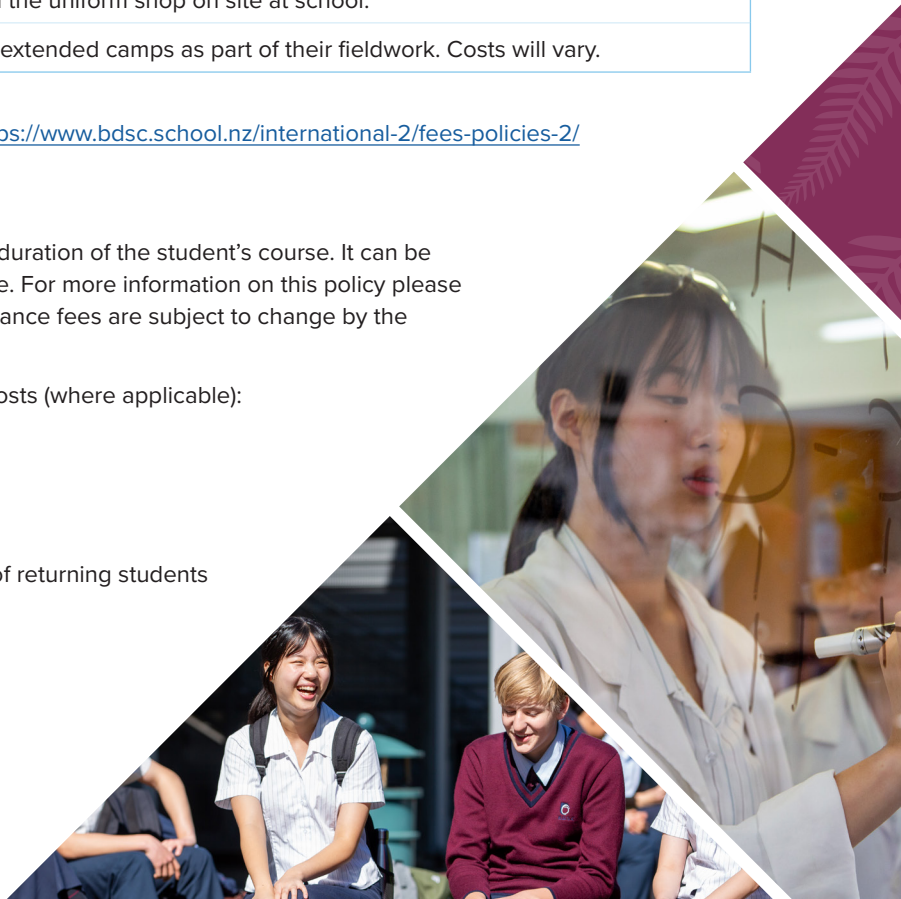 the uniform shop on site at school.
extended camps as part of their fieldwork. Costs will vary.
ps://www.bdsc.school.nz/international-2/fees-policies-2/
duration of the student's course. It can be
e. For more information on this policy please
ance fees are subject to change by the
osts (where applicable):
of returning students